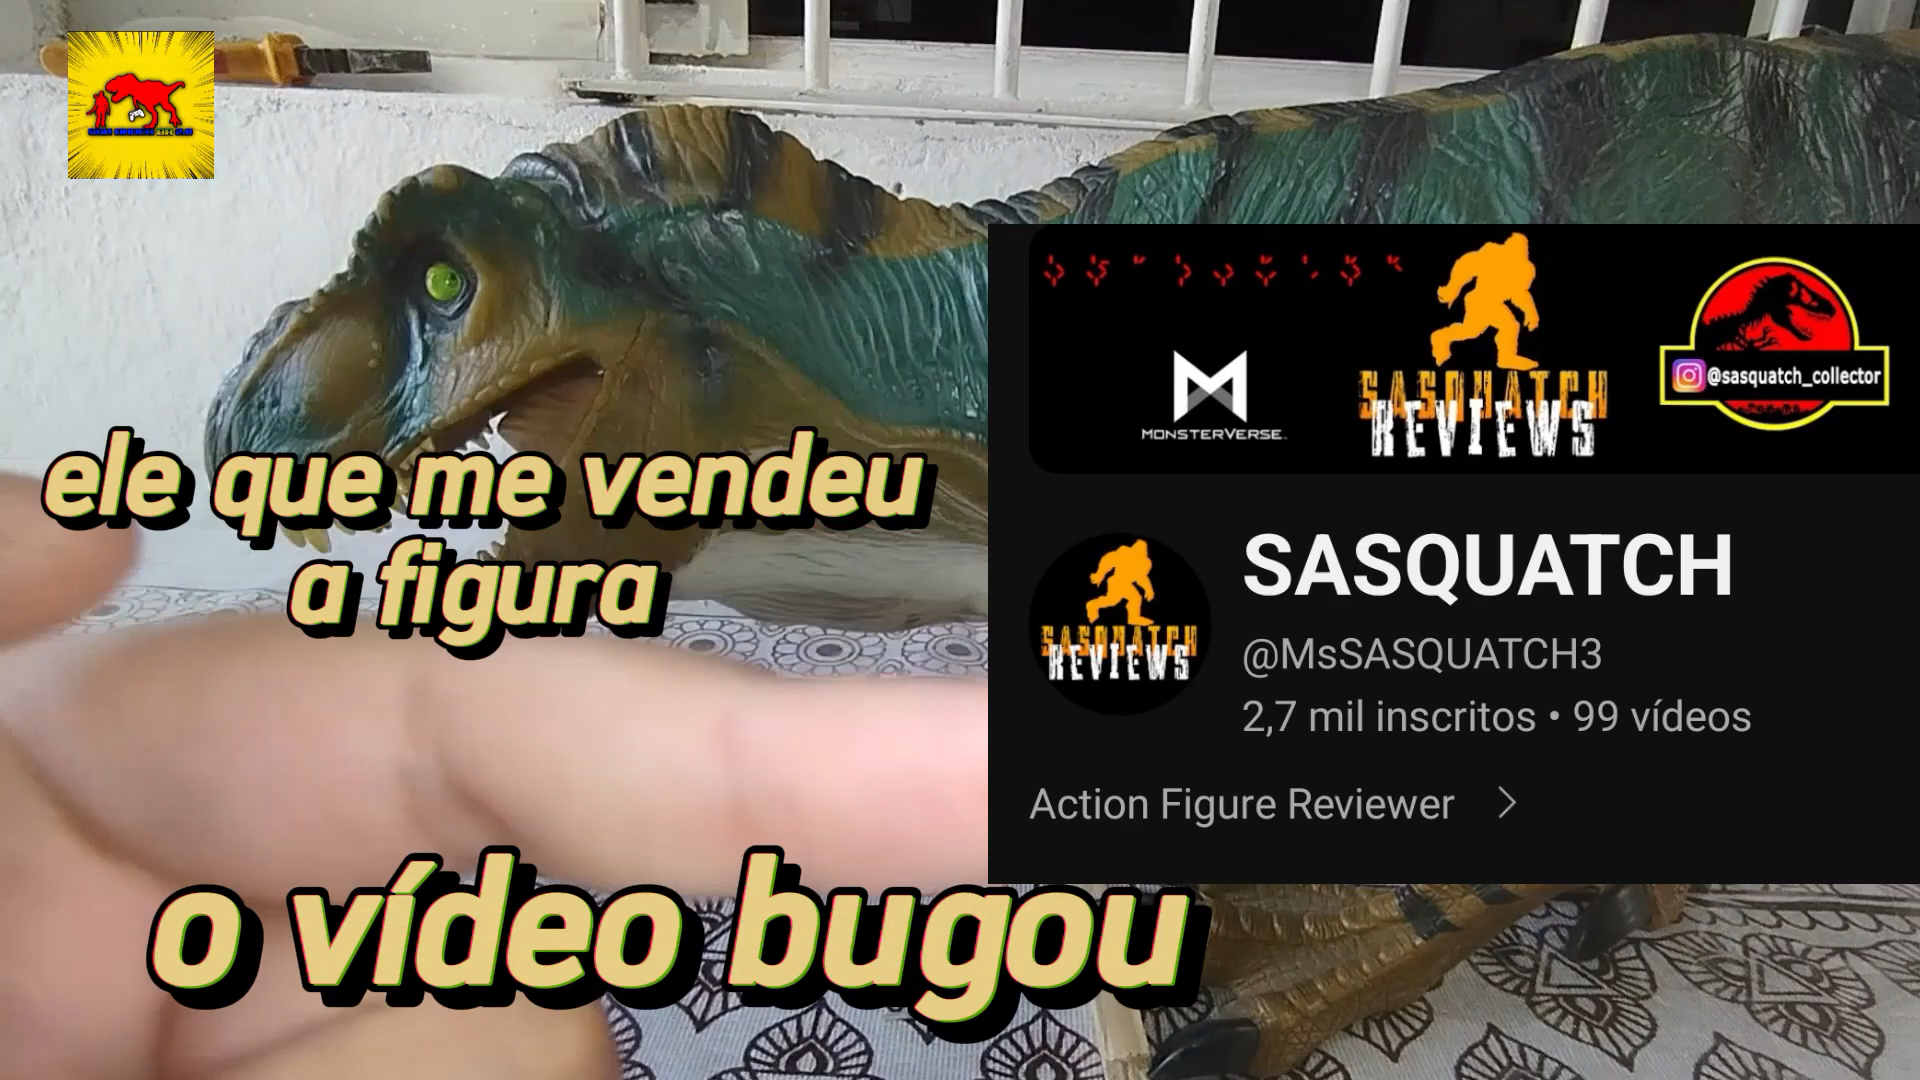 MONSTERVERSE
SASQUATCH
REVIEWS
@sasquatch_collector
ele que me vendeu
a figura
SASQUATCH
@MsSASQUATCH3
2,7 mil inscritos • 99 vídeos
SASQUATCH
REVIEWS
Action Figure Reviewer
o vídeo bugou